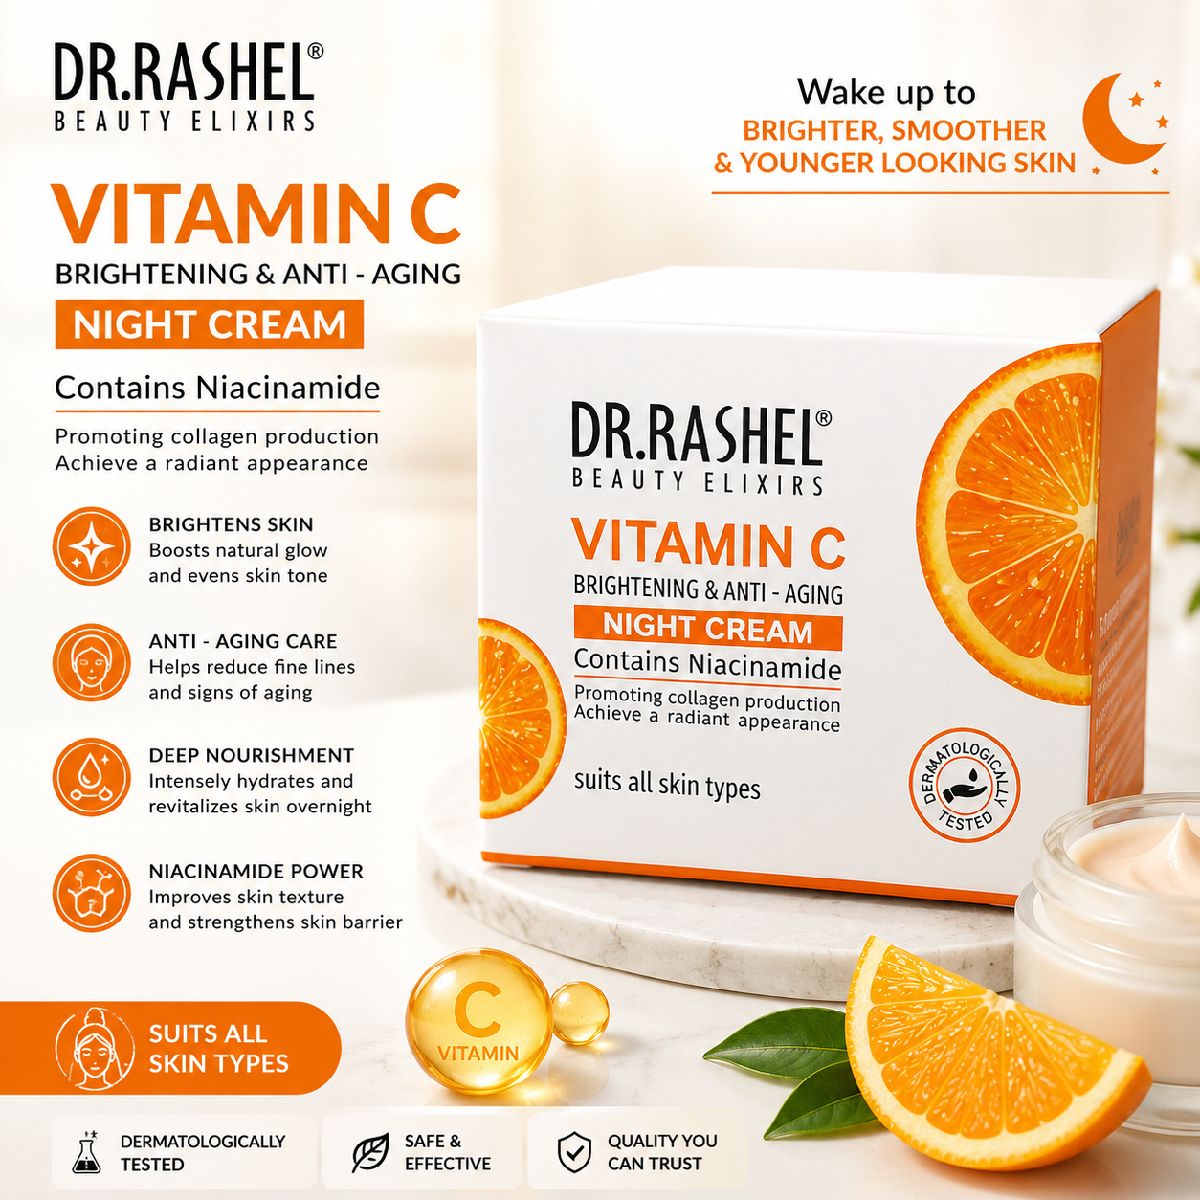 DR.RASHEL®
BEAUTY ELIXIRS
VITAMIN C
BRIGHTENING & ANTI - AGING
NIGHT CREAM
Contains Niacinamide
Promoting collagen production
Achieve a radiant appearance
BRIGHTENS SKIN
Boosts natural glow
and evens skin tone
ANTI - AGING CARE
Helps reduce fine lines
and signs of aging
DEEP NOURISHMENT
Intensely hydrates and
revitalizes skin overnight
NIACINAMIDE POWER
Improves skin texture
and strengthens skin barrier
SUITS ALL
SKIN TYPES
Wake up to
BRIGHTER, SMOOTHER
& YOUNGER LOOKING SKIN
DR.RASHEL®
BEAUTY ELIXIRS
VITAMIN C
BRIGHTENING & ANTI - AGING
NIGHT CREAM
Contains Niacinamide
Promoting collagen production
Achieve a radiant appearance
suits all skin types
DERMATOLOGICALLY
TESTED
C
VITAMIN
DERMATOLOGICALLY
TESTED
SAFE &
EFFECTIVE
QUALITY YOU
CAN TRUST